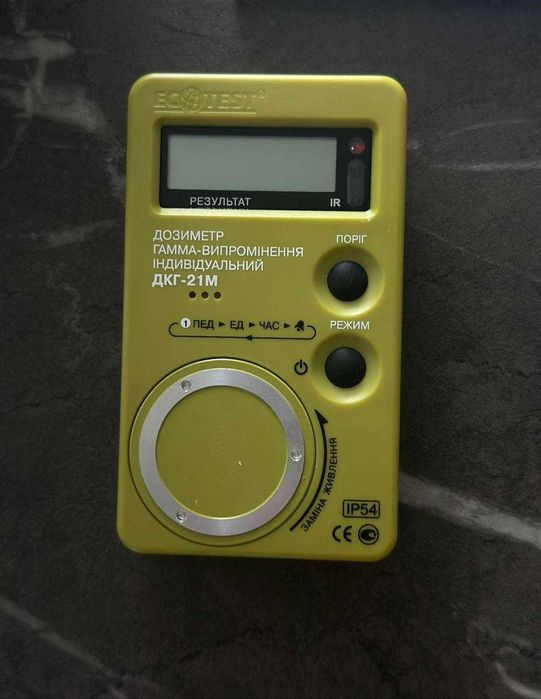 ECOTEST
РЕЗУЛЬТАТ IR
ДОЗИМЕТР
ГАММА-ВИПРОМІНЕННЯ
ІНДИВІДУАЛЬНИЙ
ДКГ-21М
ПОРІГ
1 ПЕД ЕД ЧАС
РЕЖИМ
ЗАМІНА ЖИВЛЕННЯ
IP54
CE